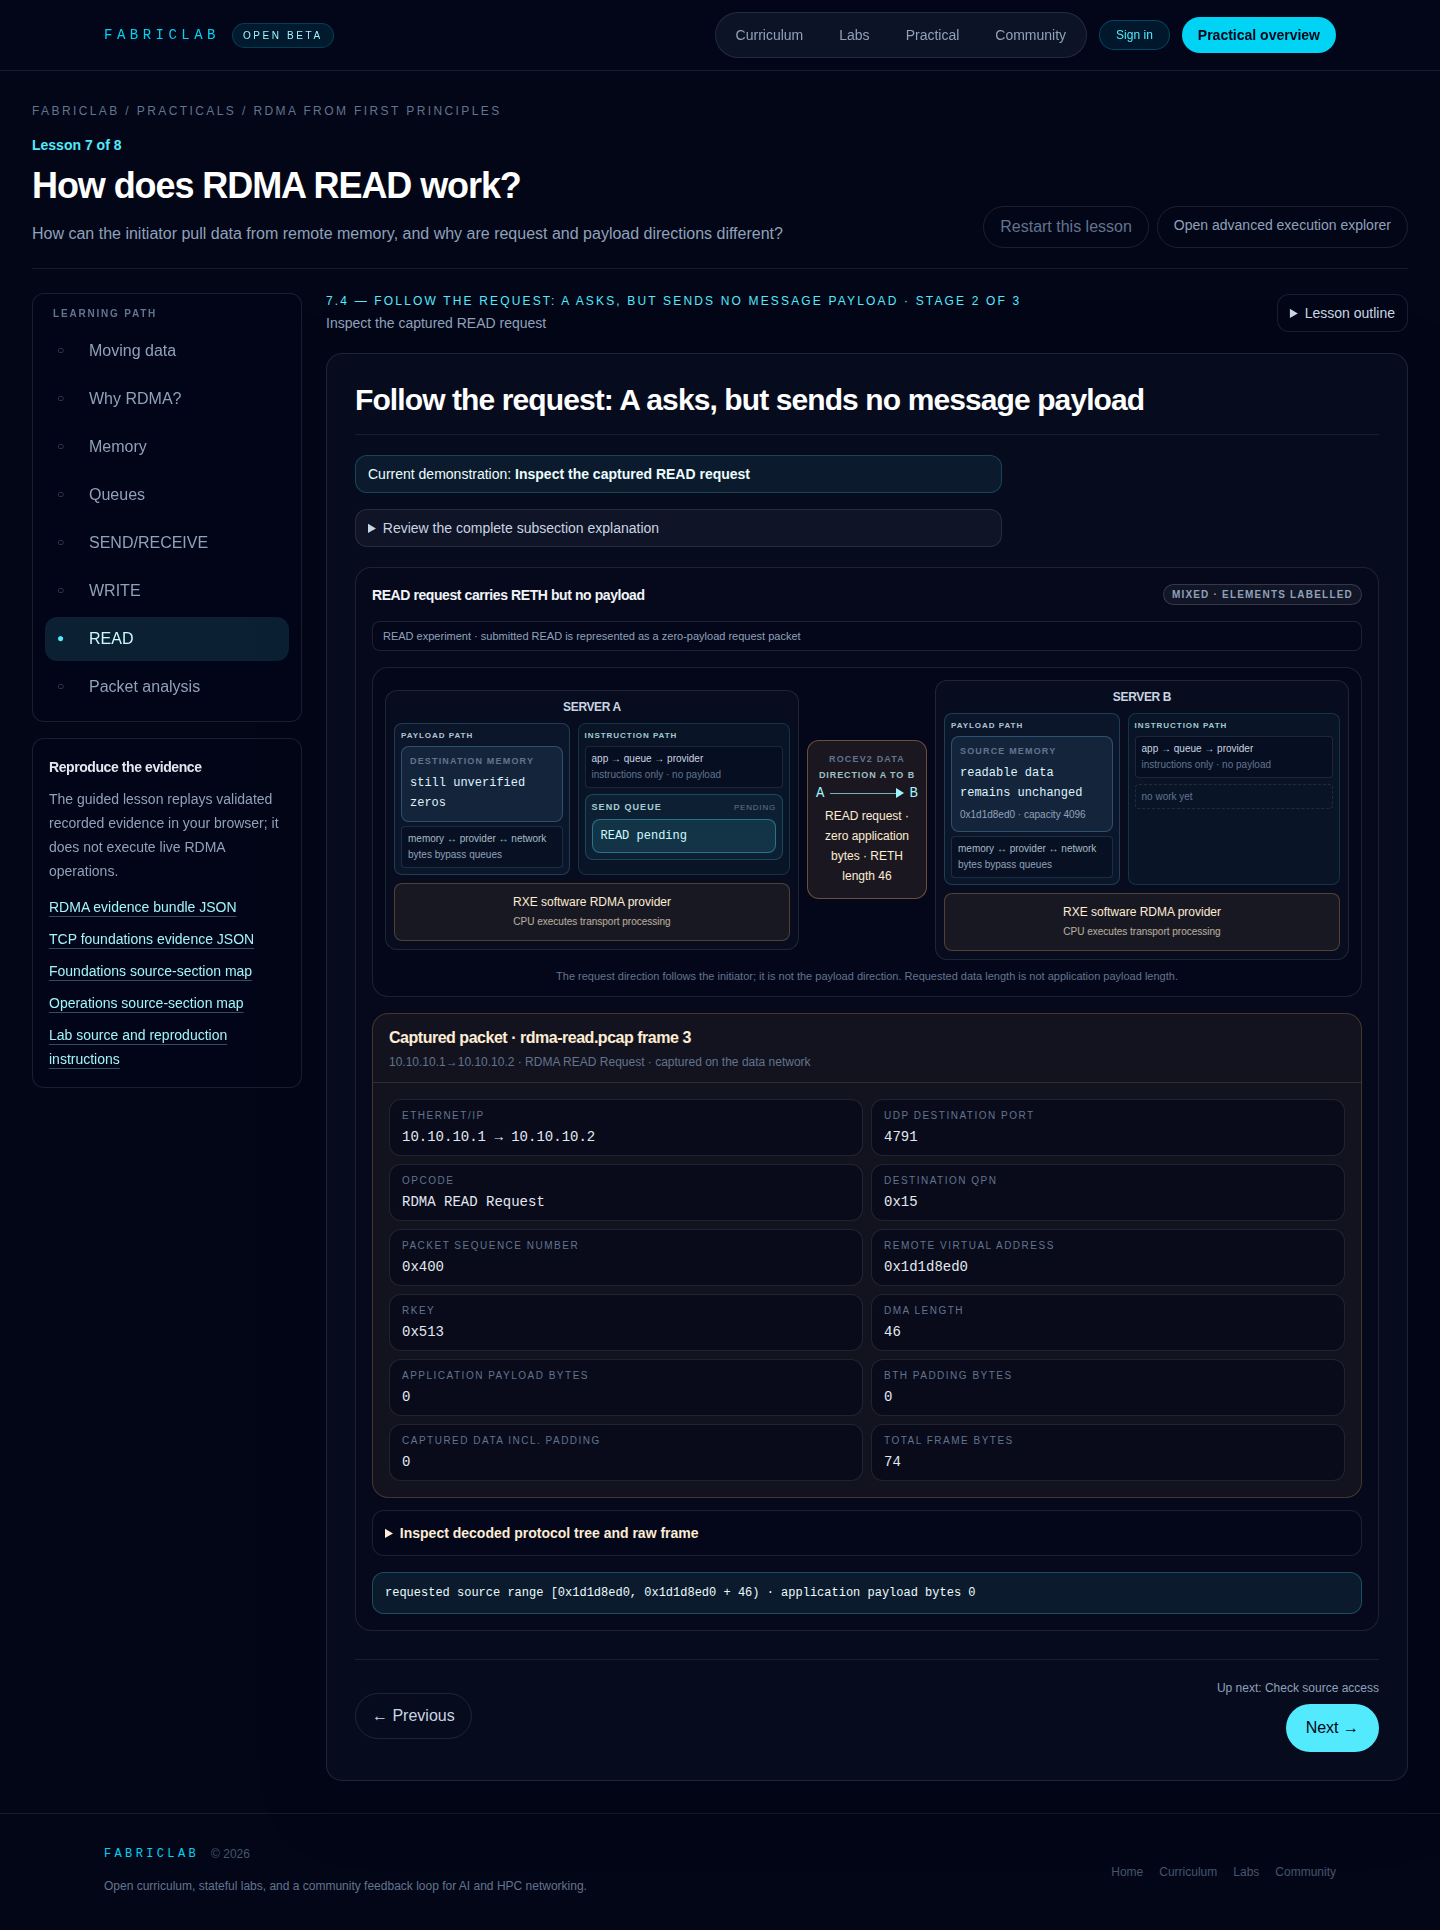 FABRICLAB
OPEN BETA
Curriculum
Labs
Practical
Community
Sign in
Practical overview
FABRICLAB / PRACTICALS / RDMA FROM FIRST PRINCIPLES
Lesson 7 of 8
How does RDMA READ work?
How can the initiator pull data from remote memory, and why are request and payload directions different?
Restart this lesson
Open advanced execution explorer
LEARNING PATH
○ Moving data
○ Why RDMA?
○ Memory
○ Queues
○ SEND/RECEIVE
○ WRITE
● READ
○ Packet analysis
Reproduce the evidence
The guided lesson replays validated
recorded evidence in your browser; it
does not execute live RDMA
operations.
RDMA evidence bundle JSON
TCP foundations evidence JSON
Foundations source-section map
Operations source-section map
Lab source and reproduction
instructions
7.4 — FOLLOW THE REQUEST: A ASKS, BUT SENDS NO MESSAGE PAYLOAD · STAGE 2 OF 3
Inspect the captured READ request
▶ Lesson outline
Follow the request: A asks, but sends no message payload
Current demonstration: Inspect the captured READ request
▶ Review the complete subsection explanation
READ request carries RETH but no payload
MIXED · ELEMENTS LABELLED
READ experiment · submitted READ is represented as a zero-payload request packet
SERVER A
PAYLOAD PATH
DESTINATION MEMORY
still unverified
zeros
memory ↔ provider ↔ network
bytes bypass queues
INSTRUCTION PATH
app → queue → provider
instructions only · no payload
SEND QUEUE
PENDING
READ pending
RXE software RDMA provider
CPU executes transport processing
ROCEV2 DATA
DIRECTION A TO B
A → B
READ request ·
zero application
bytes · RETH
length 46
SERVER B
PAYLOAD PATH
SOURCE MEMORY
readable data
remains unchanged
0x1d1d8ed0 · capacity 4096
memory ↔ provider ↔ network
bytes bypass queues
INSTRUCTION PATH
app → queue → provider
instructions only · no payload
no work yet
RXE software RDMA provider
CPU executes transport processing
The request direction follows the initiator; it is not the payload direction. Requested data length is not application payload length.
Captured packet · rdma-read.pcap frame 3
10.10.10.1→10.10.10.2 · RDMA READ Request · captured on the data network
ETHERNET/IP
10.10.10.1 → 10.10.10.2
UDP DESTINATION PORT
4791
OPCODE
RDMA READ Request
DESTINATION QPN
0x15
PACKET SEQUENCE NUMBER
0x400
REMOTE VIRTUAL ADDRESS
0x1d1d8ed0
RKEY
0x513
DMA LENGTH
46
APPLICATION PAYLOAD BYTES
0
BTH PADDING BYTES
0
CAPTURED DATA INCL. PADDING
0
TOTAL FRAME BYTES
74
▶ Inspect decoded protocol tree and raw frame
requested source range [0x1d1d8ed0, 0x1d1d8ed0 + 46) · application payload bytes 0
← Previous
Up next: Check source access
Next →
FABRICLAB © 2026
Open curriculum, stateful labs, and a community feedback loop for AI and HPC networking.
Home
Curriculum
Labs
Community